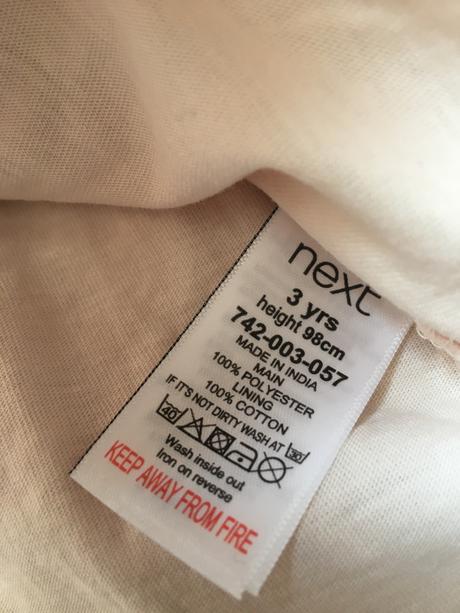 next
3 yrs
height 98cm
742-003-057
MADE IN INDIA
MAIN
100% POLYESTER
LINING
100% COTTON
IF IT'S NOT DIRTY WASH AT 30
40
Wash inside out
Iron on reverse
KEEP AWAY FROM FIRE